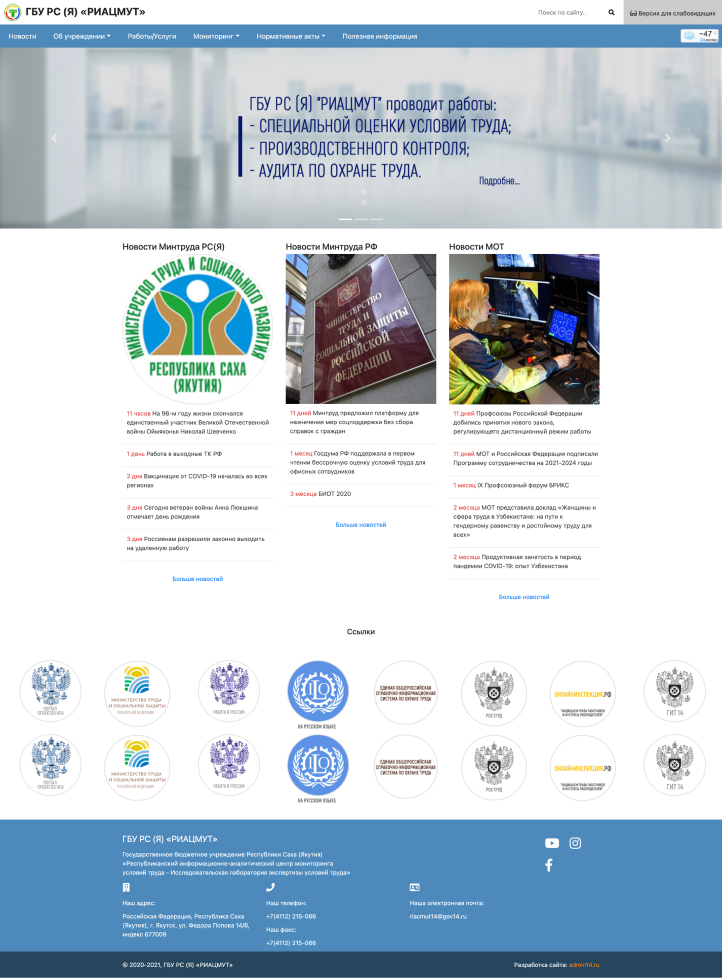 ГБУ РС (Я) «РИАЦМУТ»
Поиск по сайту..
Версия для слабовидящих
Новости Об учреждении Работы/Услуги Мониторинг Нормативные акты Полезная информация
-47
ГБУ РС (Я) "РИАЦМУТ" проводит работы:
- СПЕЦИАЛЬНОЙ ОЦЕНКИ УСЛОВИЙ ТРУДА;
- ПРОИЗВОДСТВЕННОГО КОНТРОЛЯ;
- АУДИТА ПО ОХРАНЕ ТРУДА.
Подробне...
Новости Минтруда РС(Я)
МИНИСТЕРСТВО ТРУДА И СОЦИАЛЬНОГО РАЗВИТИЯ
РЕСПУБЛИКА САХА
(ЯКУТИЯ)
11 часов На 96-м году жизни скончался
единственный участник Великой Отечественной
войны Оймяконья Николай Шевченко
1 день Работа в выходные ТК РФ
2 дня Вакцинация от COVID-19 началась во всех
регионах
3 дня Сегодня ветеран войны Анна Люкшина
отмечает день рождения
3 дня Россиянам разрешили законно выходить
на удаленную работу
Больше новостей
Новости Минтруда РФ
МИНИСТЕРСТВО
ТРУДА И
СОЦИАЛЬНОЙ ЗАЩИТЫ
РОССИЙСКОЙ
ФЕДЕРАЦИИ
11 дней Минтруд предложил платформу для
назначения мер соцподдержки без сбора
справок с граждан
1 месяц Госдума РФ поддержала в первом
чтении бессрочную оценку условий труда для
офисных сотрудников
3 месяца БИОТ 2020
Больше новостей
Новости МОТ
11 дней Профсоюзы Российской Федерации
добились принятия нового закона,
регулирующего дистанционный режим работы
11 дней МОТ и Российская Федерация подписали
Программу сотрудничества на 2021-2024 годы
1 месяц IX Профсоюзный форум БРИКС
2 месяца МОТ представила доклад «Женщины и
сфера труда в Узбекистане: на пути к
гендерному равенству и достойному труду для
всех»
2 месяца Продуктивная занятость в период
пандемии COVID-19: опыт Узбекистана
Больше новостей
Ссылки
ПОРТАЛ
ПРОЕКТОВ НПА
МИНИСТЕРСТВО ТРУДА
И СОЦИАЛЬНОЙ ЗАЩИТЫ
РОССИЙСКОЙ ФЕДЕРАЦИИ
РАБОТА В РОССИИ
ILO
НА РУССКОМ ЯЗЫКЕ
ЕДИНАЯ ОБЩЕРОССИЙСКАЯ
СПРАВОЧНО-ИНФОРМАЦИОННАЯ
СИСТЕМА ПО ОХРАНЕ ТРУДА
РОСТРУД
ОНЛАЙНИНСПЕКЦИЯ.РФ
ГИТ 14
ПОРТАЛ
ПРОЕКТОВ НПА
МИНИСТЕРСТВО ТРУДА
И СОЦИАЛЬНОЙ ЗАЩИТЫ
РОССИЙСКОЙ ФЕДЕРАЦИИ
РАБОТА В РОССИИ
ILO
НА РУССКОМ ЯЗЫКЕ
ЕДИНАЯ ОБЩЕРОССИЙСКАЯ
СПРАВОЧНО-ИНФОРМАЦИОННАЯ
СИСТЕМА ПО ОХРАНЕ ТРУДА
РОСТРУД
ОНЛАЙНИНСПЕКЦИЯ.РФ
ГИТ 14
ГБУ РС (Я) «РИАЦМУТ»
Государственное бюджетное учреждение Республики Саха (Якутия)
«Республиканский информационно-аналитический центр мониторинга
условий труда - Исследовательская лаборатория экспертизы условий труда»
Наш адрес:
Российская Федерация, Республика Саха
(Якутия), г. Якутск, ул. Федора Попова 14/6,
индекс 677009
Наш телефон:
+7(4112) 215-066
Наш факс:
+7(4112) 215-066
Наша электронная почта:
riacmut14@gov14.ru
© 2020-2021, ГБУ РС (Я) «РИАЦМУТ»
Разработка сайта: admin14.ru